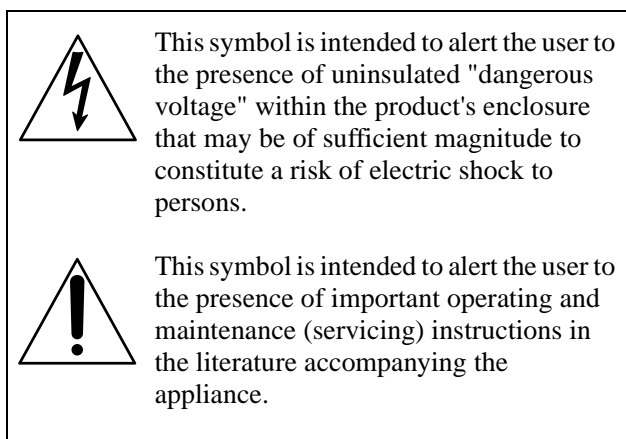 This symbol is intended to alert the user to
the presence of uninsulated "dangerous
voltage" within the product's enclosure
that may be of sufficient magnitude to
constitute a risk of electric shock to
persons.
This symbol is intended to alert the user to
the presence of important operating and
maintenance (servicing) instructions in
the literature accompanying the
appliance.